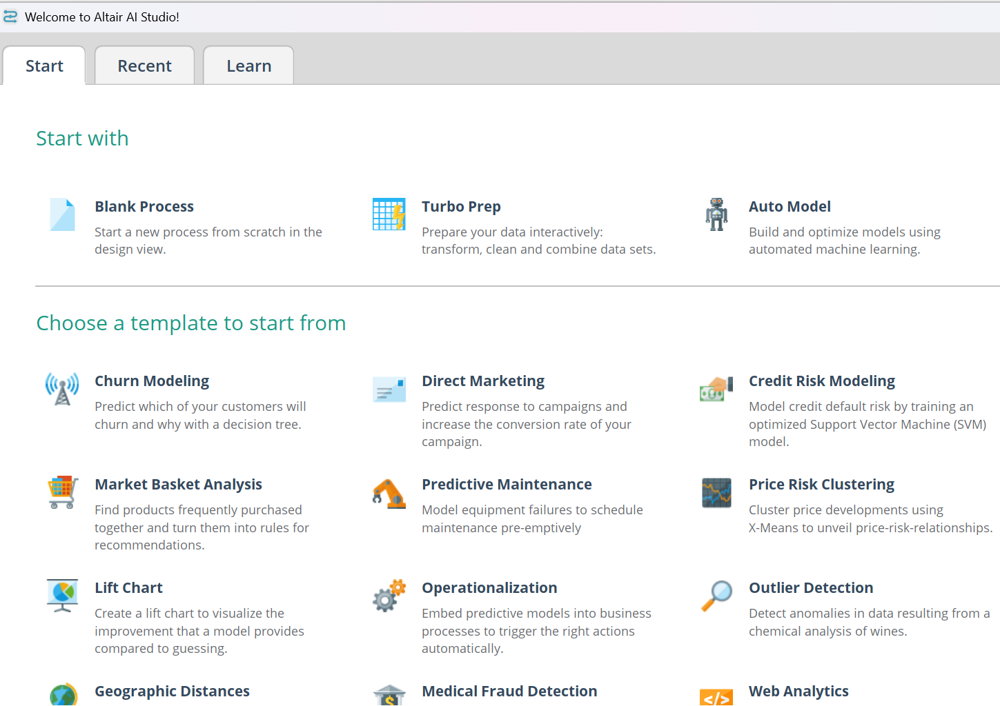 Welcome to Altair AI Studio!
Start
Recent
Learn
Start with
Blank Process
Start a new process from scratch in the
design view.
Turbo Prep
Prepare your data interactively:
transform, clean and combine data sets.
Auto Model
Build and optimize models using
automated machine learning.
Choose a template to start from
Churn Modeling
Predict which of your customers will
churn and why with a decision tree.
Direct Marketing
Predict response to campaigns and
increase the conversion rate of your
campaign.
Credit Risk Modeling
Model credit default risk by training an
optimized Support Vector Machine (SVM)
model.
Market Basket Analysis
Find products frequently purchased
together and turn them into rules for
recommendations.
Predictive Maintenance
Model equipment failures to schedule
maintenance pre-emptively
Price Risk Clustering
Cluster price developments using
X-Means to unveil price-risk-relationships.
Lift Chart
Create a lift chart to visualize the
improvement that a model provides
compared to guessing.
Operationalization
Embed predictive models into business
processes to trigger the right actions
automatically.
Outlier Detection
Detect anomalies in data resulting from a
chemical analysis of wines.
Geographic Distances
Medical Fraud Detection
Web Analytics